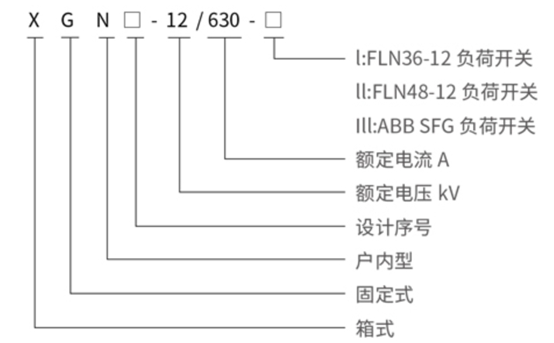 X G N □ - 12 / 630 - □
l:FLN36-12 负荷开关
ll:FLN48-12 负荷开关
Ill:ABB SFG 负荷开关
额定电流 A
额定电压 kV
设计序号
户内型
固定式
箱式